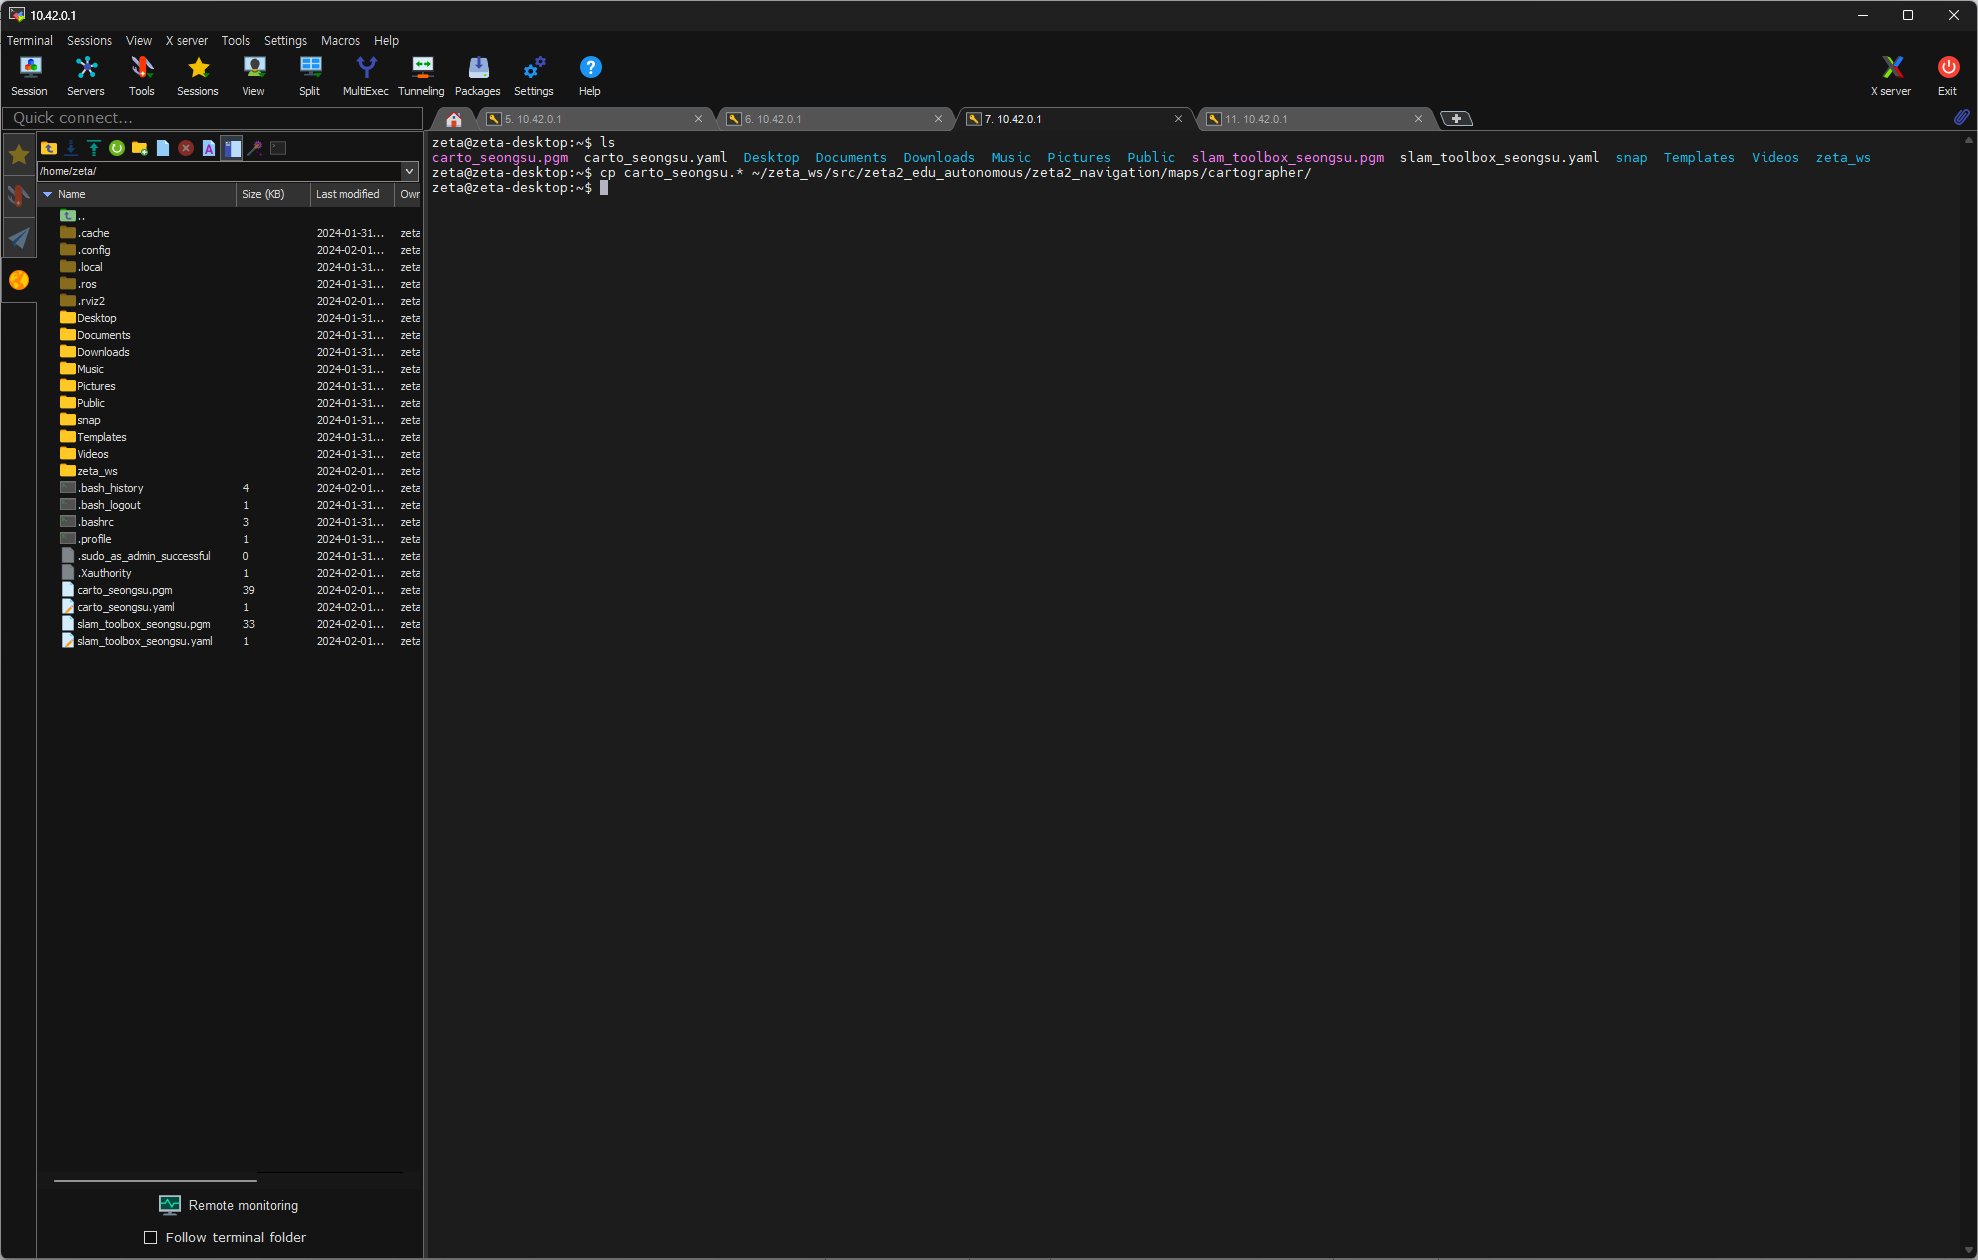 10.42.0.1
Terminal Sessions View X server Tools Settings Macros Help
Session Servers Tools Sessions View Split MultiExec Tunneling Packages Settings Help X server Exit
Quick connect...
5. 10.42.0.1
6. 10.42.0.1
7. 10.42.0.1
11. 10.42.0.1
/home/zeta/
Name Size (KB) Last modified Own
..
.cache 2024-01-31... zeta
.config 2024-02-01... zeta
.local 2024-01-31... zeta
.ros 2024-01-31... zeta
.rviz2 2024-02-01... zeta
Desktop 2024-01-31... zeta
Documents 2024-01-31... zeta
Downloads 2024-01-31... zeta
Music 2024-01-31... zeta
Pictures 2024-01-31... zeta
Public 2024-01-31... zeta
snap 2024-01-31... zeta
Templates 2024-01-31... zeta
Videos 2024-01-31... zeta
zeta_ws 2024-02-01... zeta
.bash_history 4 2024-02-01... zeta
.bash_logout 1 2024-01-31... zeta
.bashrc 3 2024-01-31... zeta
.profile 1 2024-01-31... zeta
.sudo_as_admin_successful 0 2024-01-31... zeta
.Xauthority 1 2024-02-01... zeta
carto_seongsu.pgm 39 2024-02-01... zeta
carto_seongsu.yaml 1 2024-02-01... zeta
slam_toolbox_seongsu.pgm 33 2024-02-01... zeta
slam_toolbox_seongsu.yaml 1 2024-02-01... zeta
Remote monitoring
Follow terminal folder
zeta@zeta-desktop:~$ ls
carto_seongsu.pgm carto_seongsu.yaml Desktop Documents Downloads Music Pictures Public slam_toolbox_seongsu.pgm slam_toolbox_seongsu.yaml snap Templates Videos zeta_ws
zeta@zeta-desktop:~$ cp carto_seongsu.* ~/zeta_ws/src/zeta2_edu_autonomous/zeta2_navigation/maps/cartographer/
zeta@zeta-desktop:~$